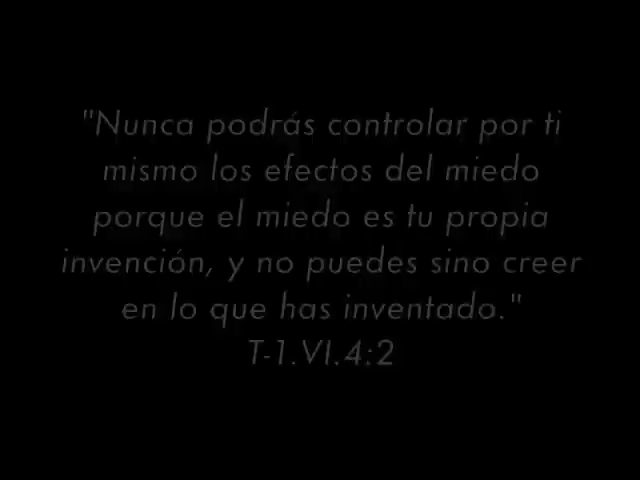 "Nunca podrás controlar por ti
mismo los efectos del miedo
porque el miedo es tu propia
invención, y no puedes sino creer
en lo que has inventado."
T-1.VI.4:2